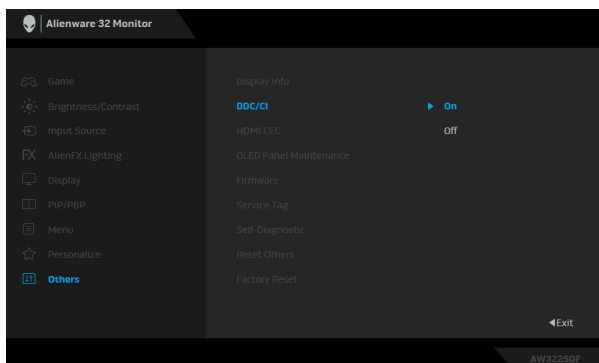 Alienware 32 Monitor
Game
Display Info
Brightness/Contrast
DDC/CI
On
Input Source
HDMI CEC
Off
AlienFX Lighting
OLED Panel Maintenance
Display
Firmware
PIP/PBP
Service Tag
Menu
Self-Diagnostic
Personalize
Reset Others
Others
Factory Reset
Exit
AW3225QF